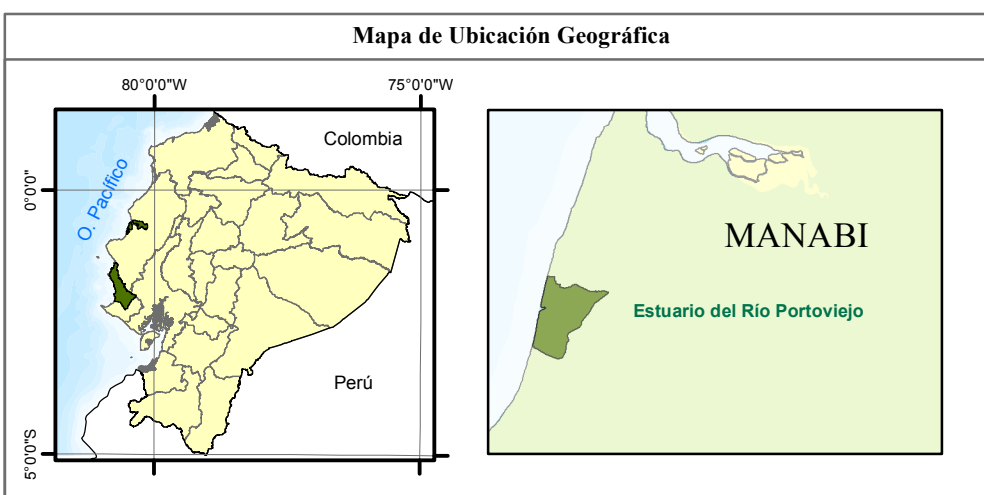 Mapa de Ubicación Geográfica
80°0'0"W
75°0'0"W
Colombia
O. Pacífico
0°0'0"
Perú
5°0'0"S
MANABI
Estuario del Río Portoviejo